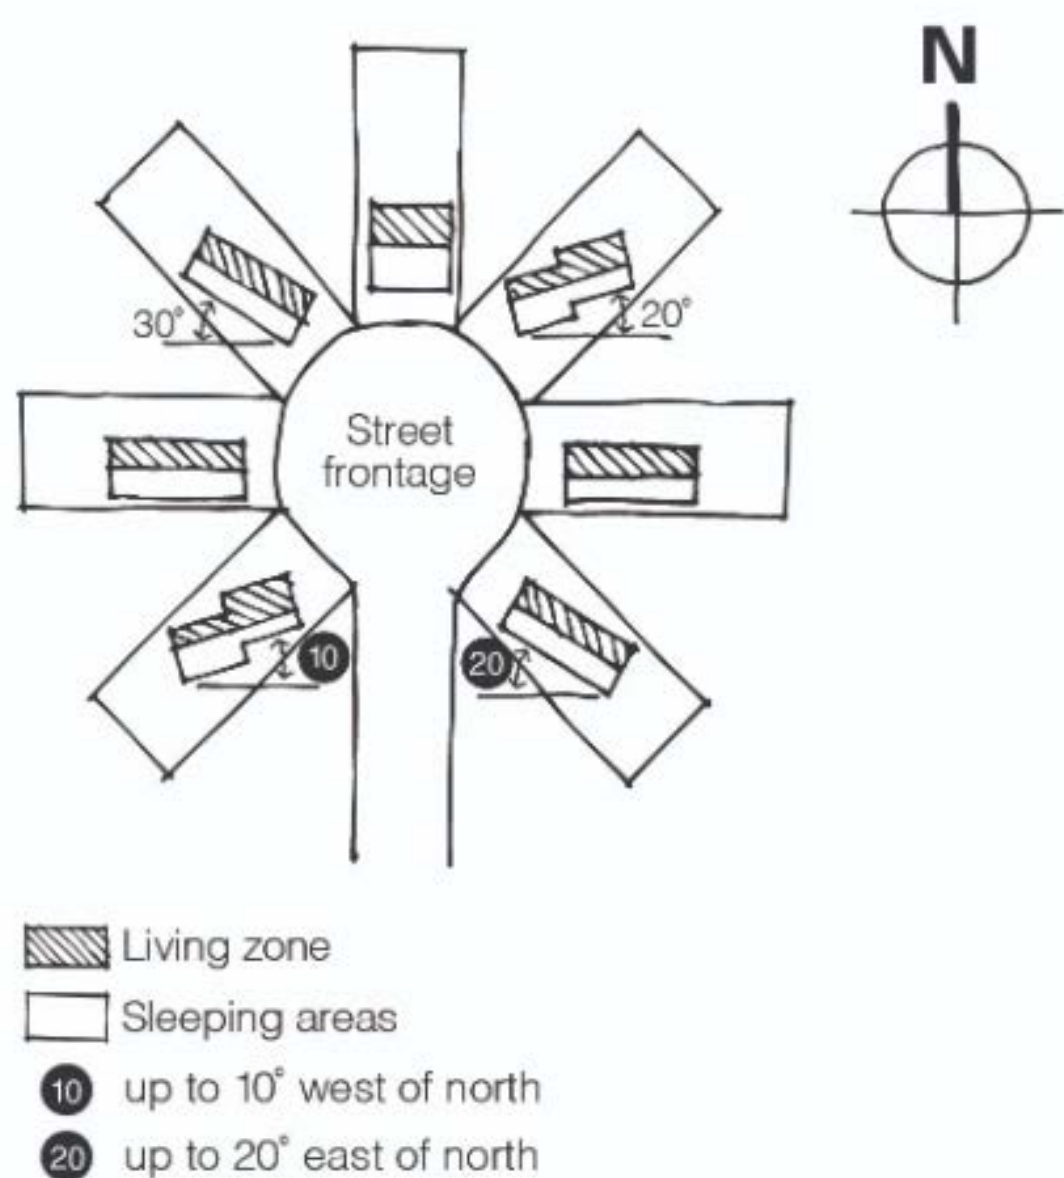 N
30°
20°
Street
frontage
10
20
Living zone
Sleeping areas
10 up to 10° west of north
20 up to 20° east of north